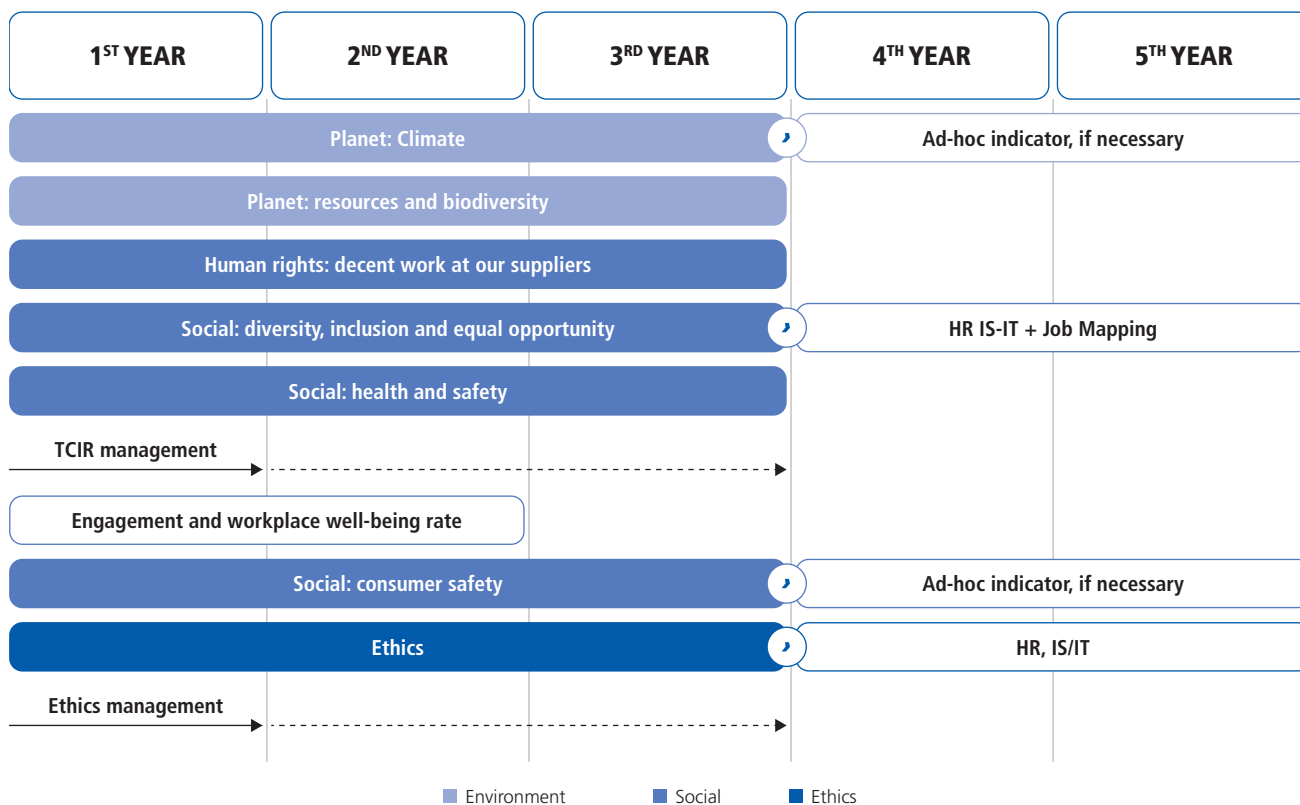 1ST YEAR
2ND YEAR
3RD YEAR
4TH YEAR
5TH YEAR
Planet: Climate
Ad-hoc indicator, if necessary
Planet: resources and biodiversity
Human rights: decent work at our suppliers
Social: diversity, inclusion and equal opportunity
HR IS-IT + Job Mapping
Social: health and safety
TCIR management
Engagement and workplace well-being rate
Social: consumer safety
Ad-hoc indicator, if necessary
Ethics
HR, IS/IT
Ethics management
Environment
Social
Ethics